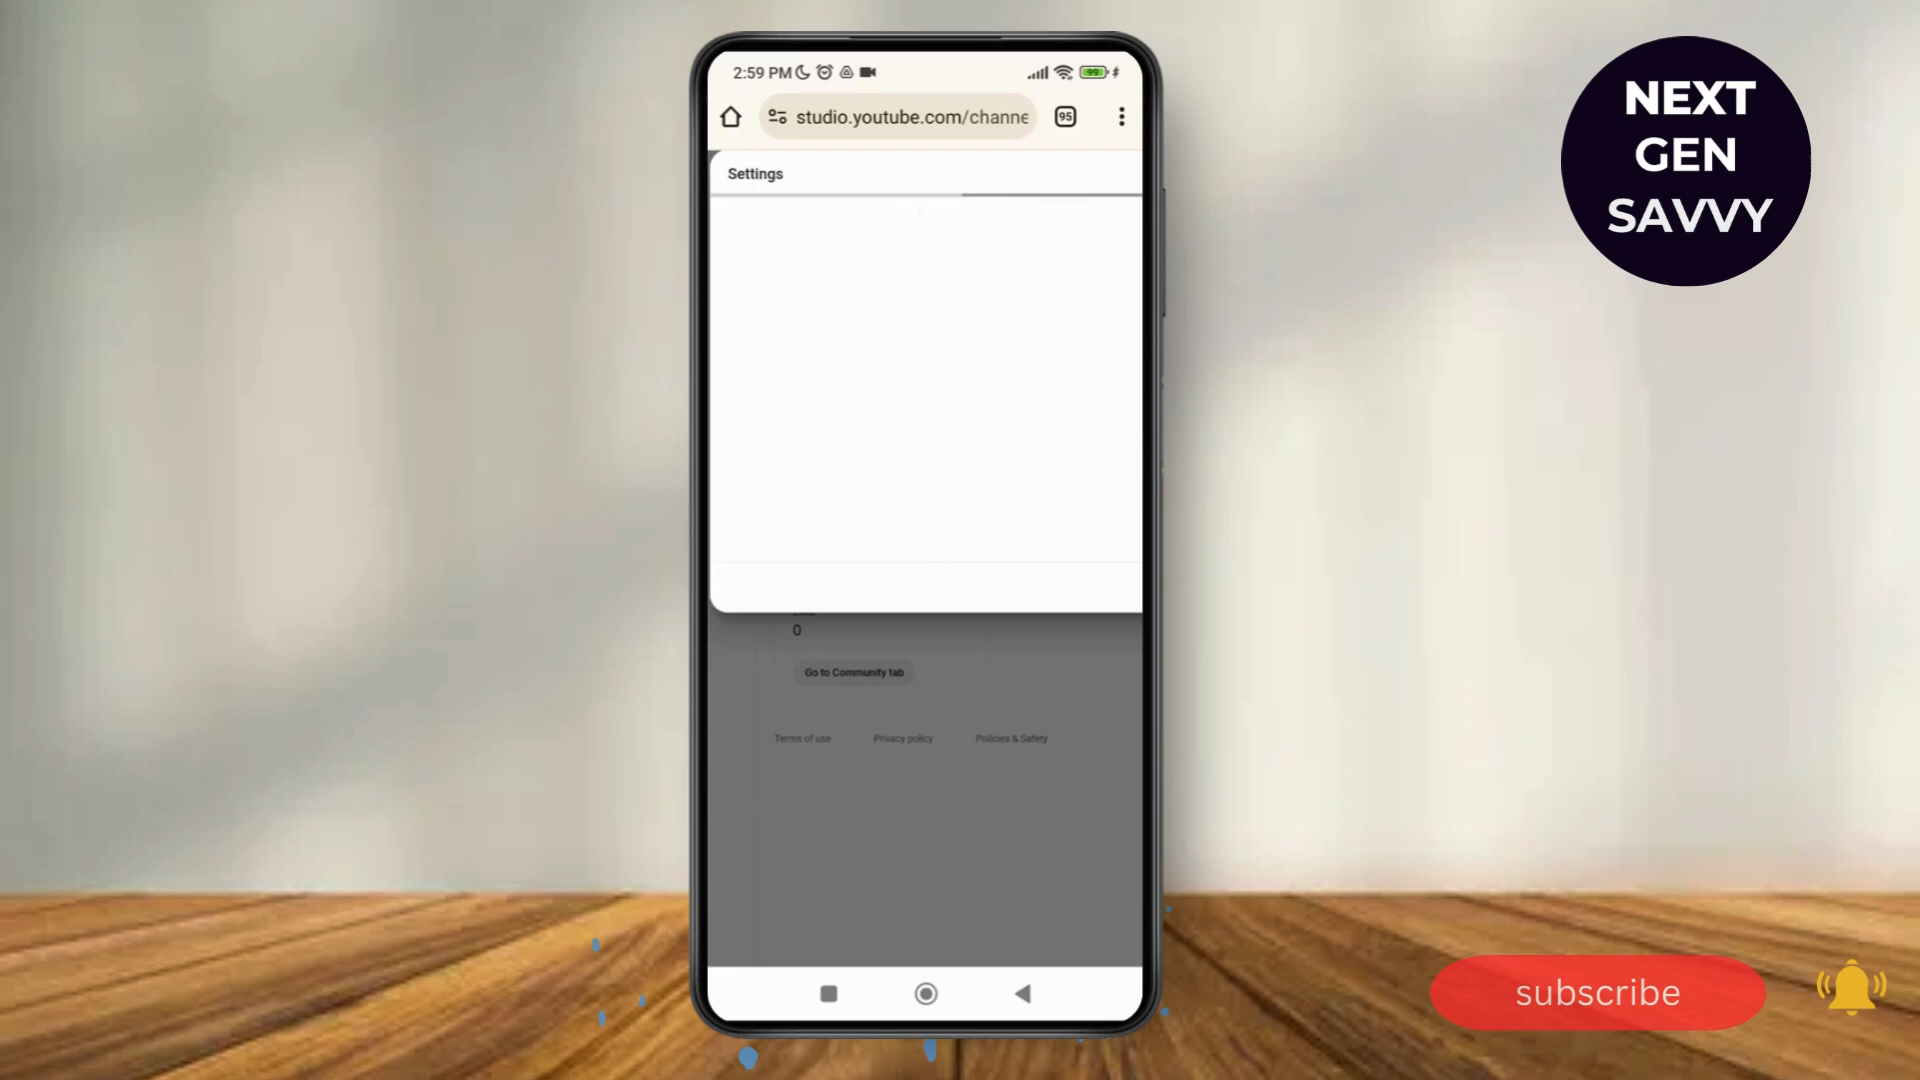 NEXT
GEN
SAVVY
2:59 PM
99
studio.youtube.com/channe
95
Settings
0
Go to Community tab
Terms of use
Privacy policy
Policies & Safety
subscribe